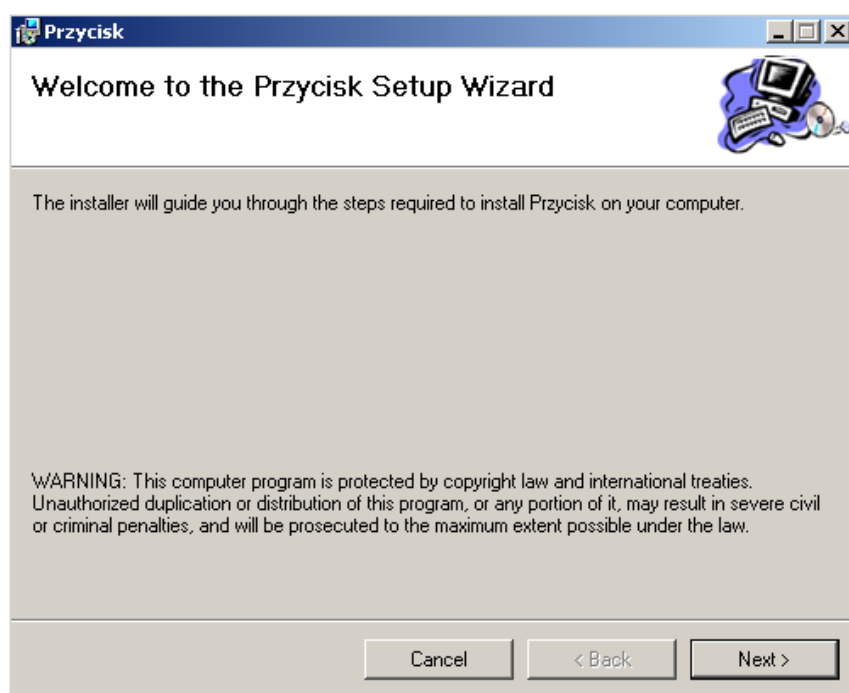 Przycisk
Welcome to the Przycisk Setup Wizard
The installer will guide you through the steps required to install Przycisk on your computer.
WARNING: This computer program is protected by copyright law and international treaties.
Unauthorized duplication or distribution of this program, or any portion of it, may result in severe civil
or criminal penalties, and will be prosecuted to the maximum extent possible under the law.
Cancel
< Back
Next >